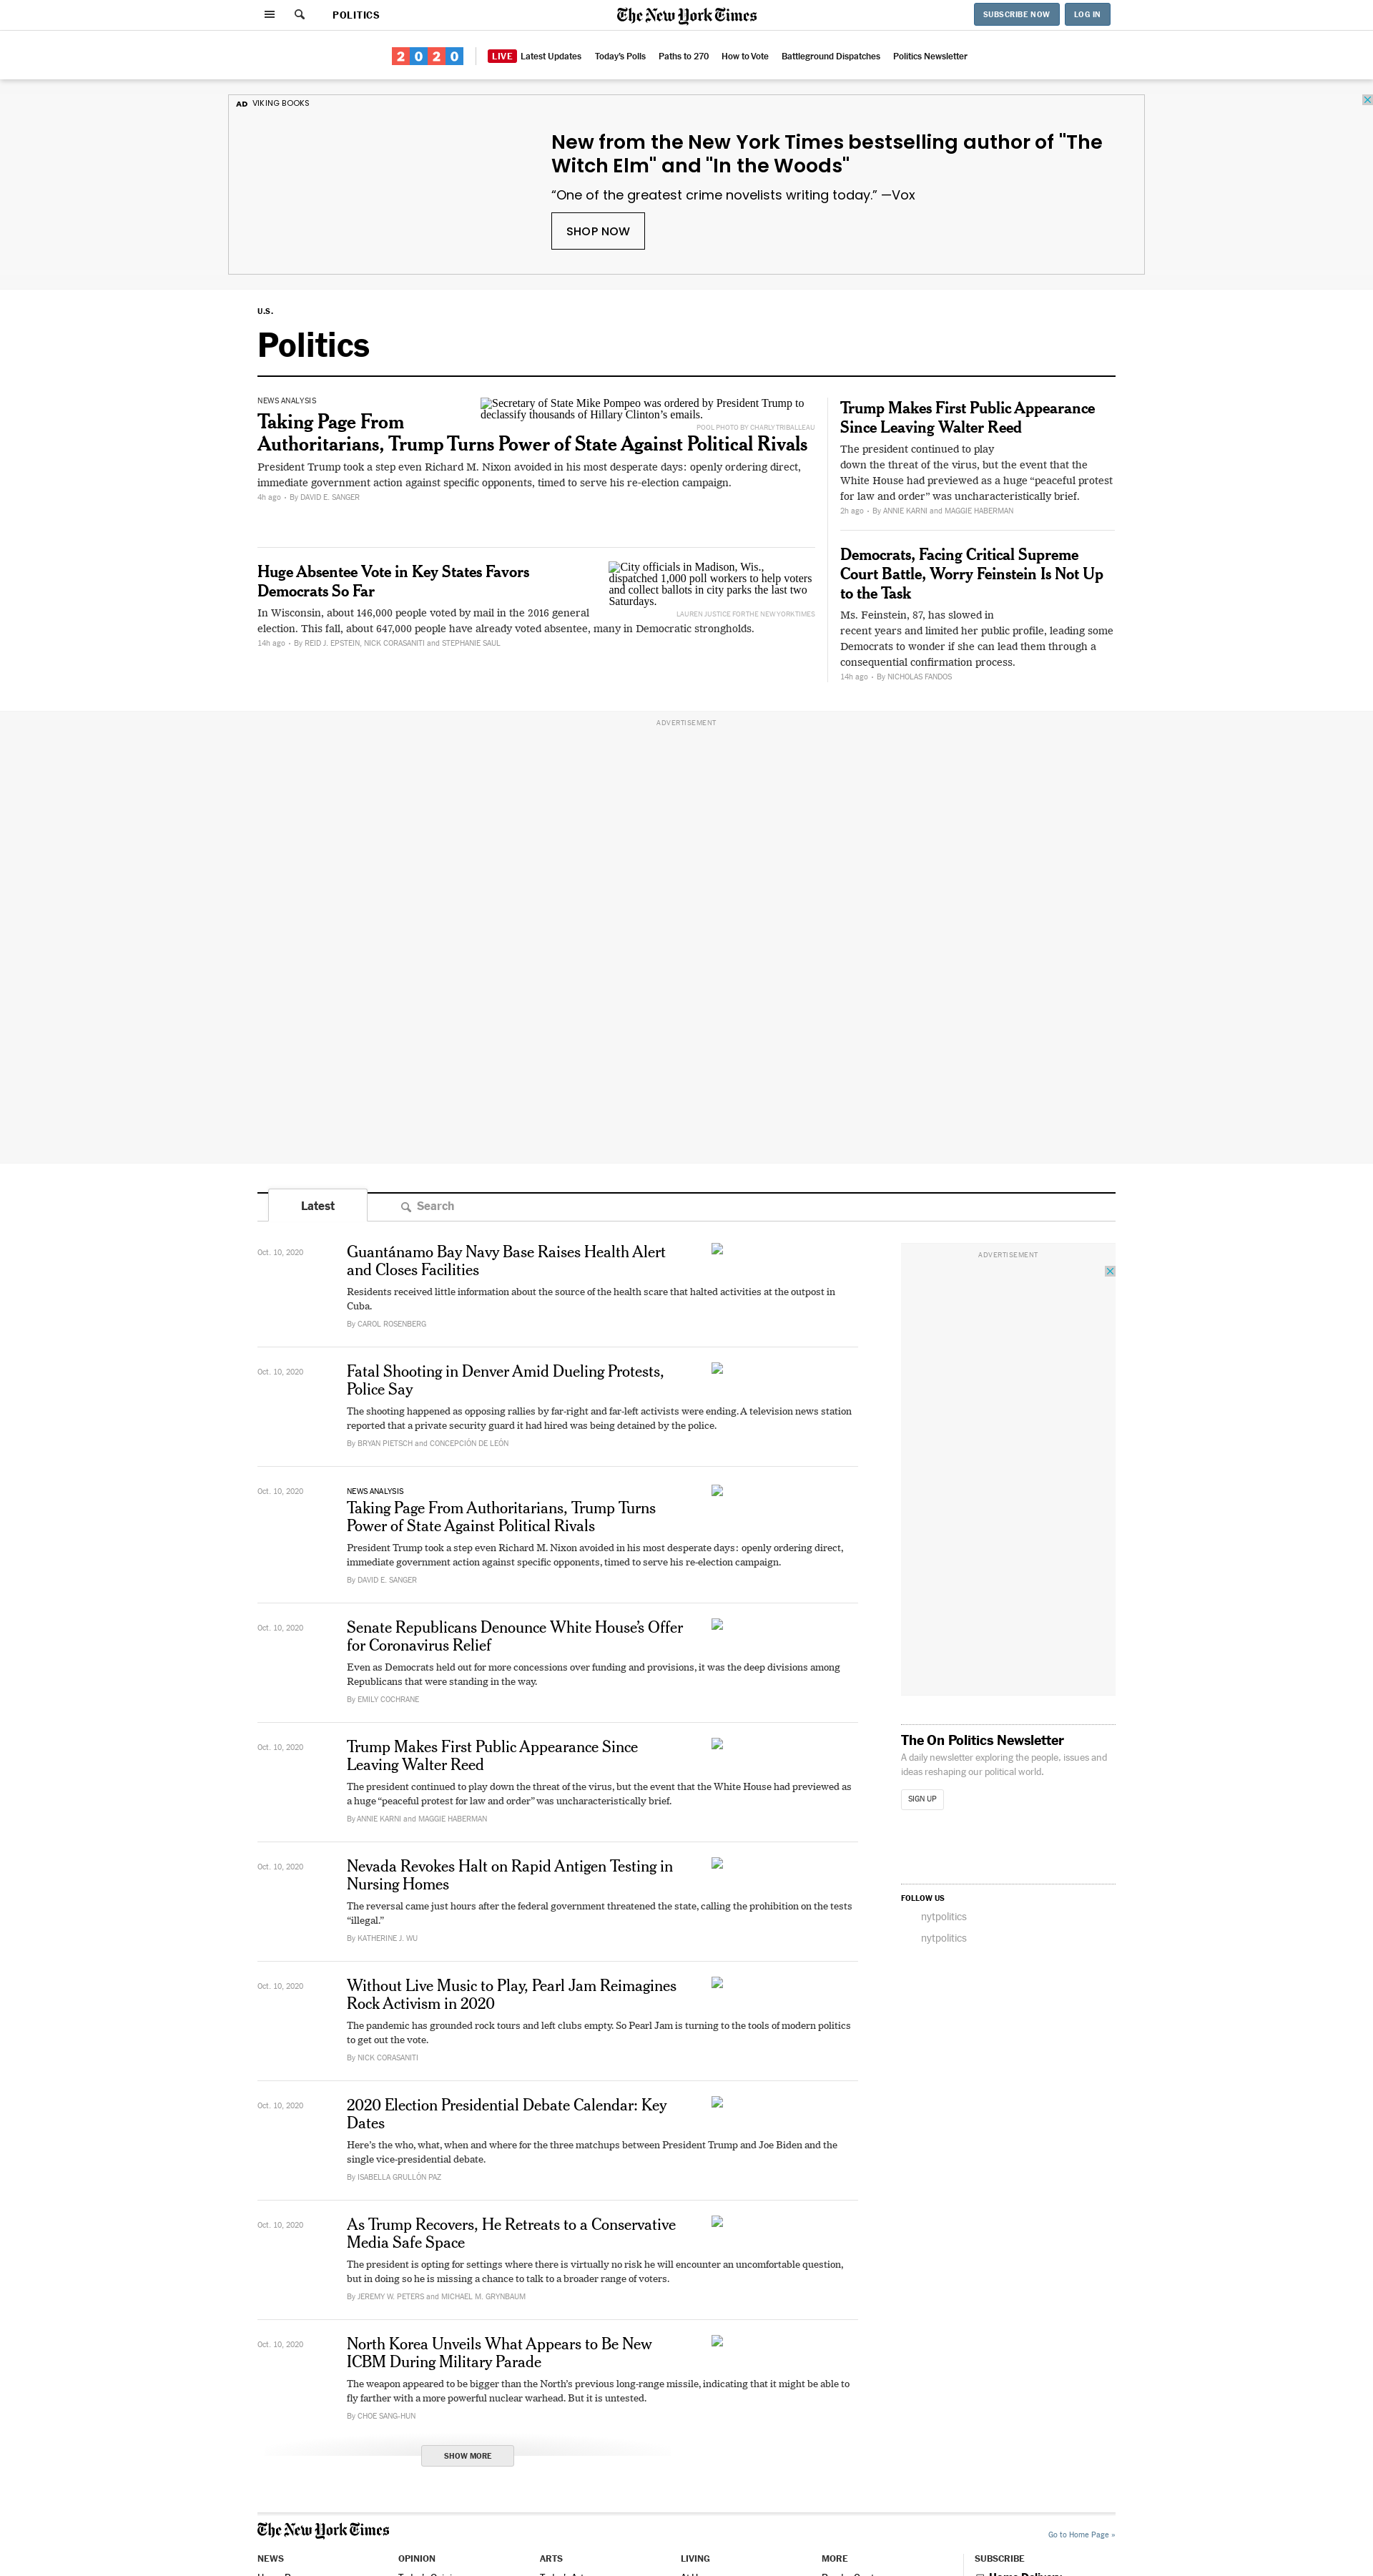 POLITICS
The New York Times
SUBSCRIBE NOW
LOG IN
2020
LIVE Latest Updates
Today's Polls
Paths to 270
How to Vote
Battleground Dispatches
Politics Newsletter
AD VIKING BOOKS
New from the New York Times bestselling author of "The
Witch Elm" and "In the Woods"
“One of the greatest crime novelists writing today.” —Vox
SHOP NOW
U.S.
Politics
NEWS ANALYSIS
Secretary of State Mike Pompeo was ordered by President Trump to
declassify thousands of Hillary Clinton’s emails.
POOL PHOTO BY CHARLY TRIBALLEAU
Taking Page From
Authoritarians, Trump Turns Power of State Against Political Rivals
President Trump took a step even Richard M. Nixon avoided in his most desperate days: openly ordering direct,
immediate government action against specific opponents, timed to serve his re-election campaign.
4h ago • By DAVID E. SANGER
Huge Absentee Vote in Key States Favors
Democrats So Far
City officials in Madison, Wis.,
dispatched 1,000 poll workers to help voters
and collect ballots in city parks the last two
Saturdays.
LAUREN JUSTICE FOR THE NEW YORK TIMES
In Wisconsin, about 146,000 people voted by mail in the 2016 general
election. This fall, about 647,000 people have already voted absentee, many in Democratic strongholds.
14h ago • By REID J. EPSTEIN, NICK CORASANITI and STEPHANIE SAUL
Trump Makes First Public Appearance
Since Leaving Walter Reed
The president continued to play
down the threat of the virus, but the event that the
White House had previewed as a huge “peaceful protest
for law and order” was uncharacteristically brief.
2h ago • By ANNIE KARNI and MAGGIE HABERMAN
Democrats, Facing Critical Supreme
Court Battle, Worry Feinstein Is Not Up
to the Task
Ms. Feinstein, 87, has slowed in
recent years and limited her public profile, leading some
Democrats to wonder if she can lead them through a
consequential confirmation process.
14h ago • By NICHOLAS FANDOS
ADVERTISEMENT
Latest
Search
Oct. 10, 2020
Guantánamo Bay Navy Base Raises Health Alert
and Closes Facilities
Residents received little information about the source of the health scare that halted activities at the outpost in
Cuba.
By CAROL ROSENBERG
Oct. 10, 2020
Fatal Shooting in Denver Amid Dueling Protests,
Police Say
The shooting happened as opposing rallies by far-right and far-left activists were ending. A television news station
reported that a private security guard it had hired was being detained by the police.
By BRYAN PIETSCH and CONCEPCIÓN DE LEÓN
Oct. 10, 2020
NEWS ANALYSIS
Taking Page From Authoritarians, Trump Turns
Power of State Against Political Rivals
President Trump took a step even Richard M. Nixon avoided in his most desperate days: openly ordering direct,
immediate government action against specific opponents, timed to serve his re-election campaign.
By DAVID E. SANGER
Oct. 10, 2020
Senate Republicans Denounce White House’s Offer
for Coronavirus Relief
Even as Democrats held out for more concessions over funding and provisions, it was the deep divisions among
Republicans that were standing in the way.
By EMILY COCHRANE
Oct. 10, 2020
Trump Makes First Public Appearance Since
Leaving Walter Reed
The president continued to play down the threat of the virus, but the event that the White House had previewed as
a huge “peaceful protest for law and order” was uncharacteristically brief.
By ANNIE KARNI and MAGGIE HABERMAN
Oct. 10, 2020
Nevada Revokes Halt on Rapid Antigen Testing in
Nursing Homes
The reversal came just hours after the federal government threatened the state, calling the prohibition on the tests
“illegal.”
By KATHERINE J. WU
Oct. 10, 2020
Without Live Music to Play, Pearl Jam Reimagines
Rock Activism in 2020
The pandemic has grounded rock tours and left clubs empty. So Pearl Jam is turning to the tools of modern politics
to get out the vote.
By NICK CORASANITI
Oct. 10, 2020
2020 Election Presidential Debate Calendar: Key
Dates
Here’s the who, what, when and where for the three matchups between President Trump and Joe Biden and the
single vice-presidential debate.
By ISABELLA GRULLÓN PAZ
Oct. 10, 2020
As Trump Recovers, He Retreats to a Conservative
Media Safe Space
The president is opting for settings where there is virtually no risk he will encounter an uncomfortable question,
but in doing so he is missing a chance to talk to a broader range of voters.
By JEREMY W. PETERS and MICHAEL M. GRYNBAUM
Oct. 10, 2020
North Korea Unveils What Appears to Be New
ICBM During Military Parade
The weapon appeared to be bigger than the North’s previous long-range missile, indicating that it might be able to
fly farther with a more powerful nuclear warhead. But it is untested.
By CHOE SANG-HUN
SHOW MORE
ADVERTISEMENT
The On Politics Newsletter
A daily newsletter exploring the people, issues and
ideas reshaping our political world.
SIGN UP
FOLLOW US
nytpolitics
nytpolitics
The New York Times
Go to Home Page »
NEWS
OPINION
ARTS
LIVING
MORE
SUBSCRIBE